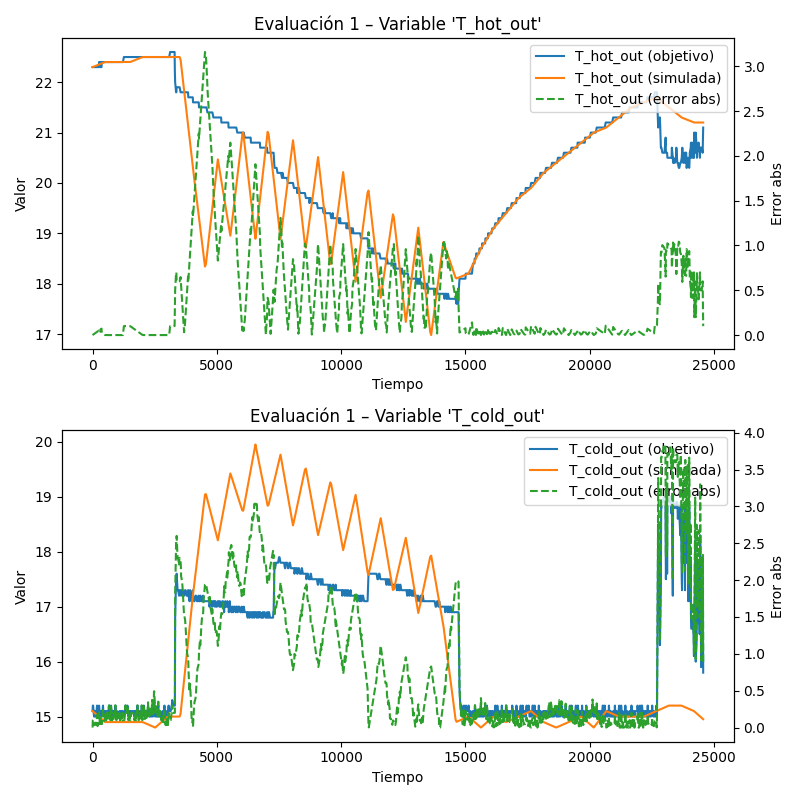 Evaluación 1 – Variable 'T_hot_out'
T_hot_out (objetivo)
T_hot_out (simulada)
T_hot_out (error abs)
Valor
22
21
20
19
18
17
3.0
2.5
2.0
1.5
1.0
0.5
0.0
Error abs
0 5000 10000 15000 20000 25000
Tiempo
Evaluación 1 – Variable 'T_cold_out'
T_cold_out (objetivo)
T_cold_out (simulada)
T_cold_out (error abs)
Valor
20
19
18
17
16
15
4.0
3.5
3.0
2.5
2.0
1.5
1.0
0.5
0.0
Error abs
0 5000 10000 15000 20000 25000
Tiempo